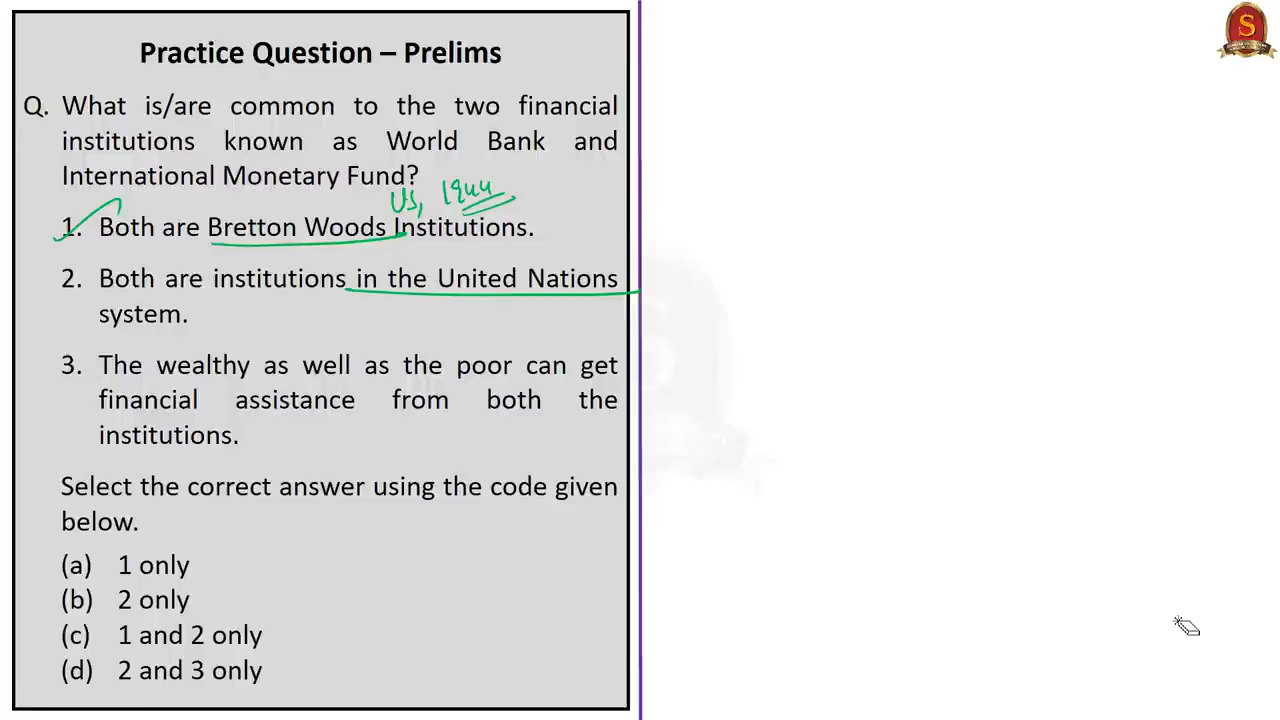 Practice Question – Prelims
Q. What is/are common to the two financial
institutions known as World Bank and
International Monetary Fund?
US, 1944
1. Both are Bretton Woods Institutions.
2. Both are institutions in the United Nations
system.
3. The wealthy as well as the poor can get
financial assistance from both the
institutions.
Select the correct answer using the code given
below.
(a) 1 only
(b) 2 only
(c) 1 and 2 only
(d) 2 and 3 only
S